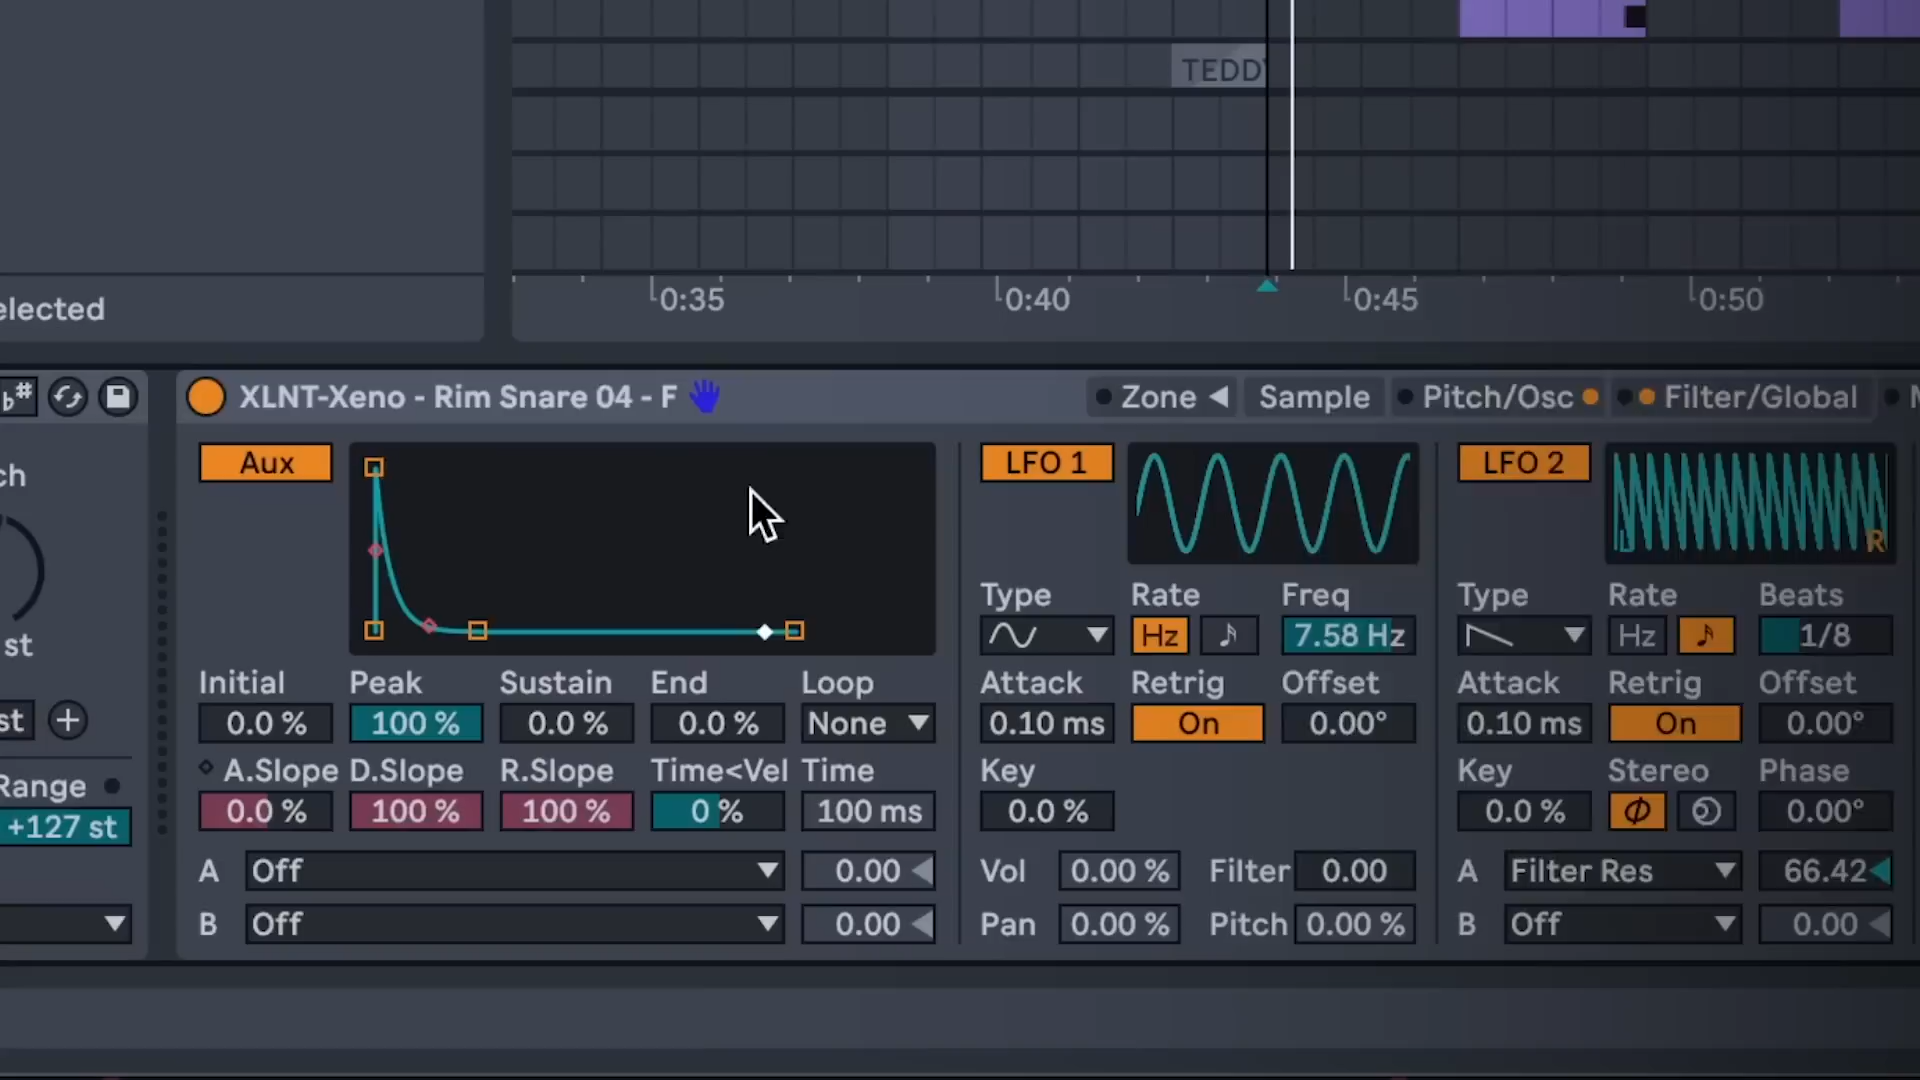 TEDDY
0:35 0:40 0:45 0:50
elected
b# XLNT-Xeno - Rim Snare 04 - F Zone Sample Pitch/Osc Filter/Global
ch
st
st +
Range
+127 st
Aux
Initial Peak Sustain End Loop
0.0 % 100 % 0.0 % 0.0 % None
A.Slope D.Slope R.Slope Time<Vel Time
0.0 % 100 % 100 % 0 % 100 ms
A Off 0.00
B Off 0.00
LFO 1
Type Rate Freq
Hz 7.58 Hz
Attack Retrig Offset
0.10 ms On 0.00°
Key
0.0 %
Vol 0.00 % Filter 0.00
Pan 0.00 % Pitch 0.00 %
LFO 2
R
Type Rate Beats
Hz 1/8
Attack Retrig Offset
0.10 ms On 0.00°
Key Stereo Phase
0.0 % 0.00°
A Filter Res 66.42
B Off 0.00